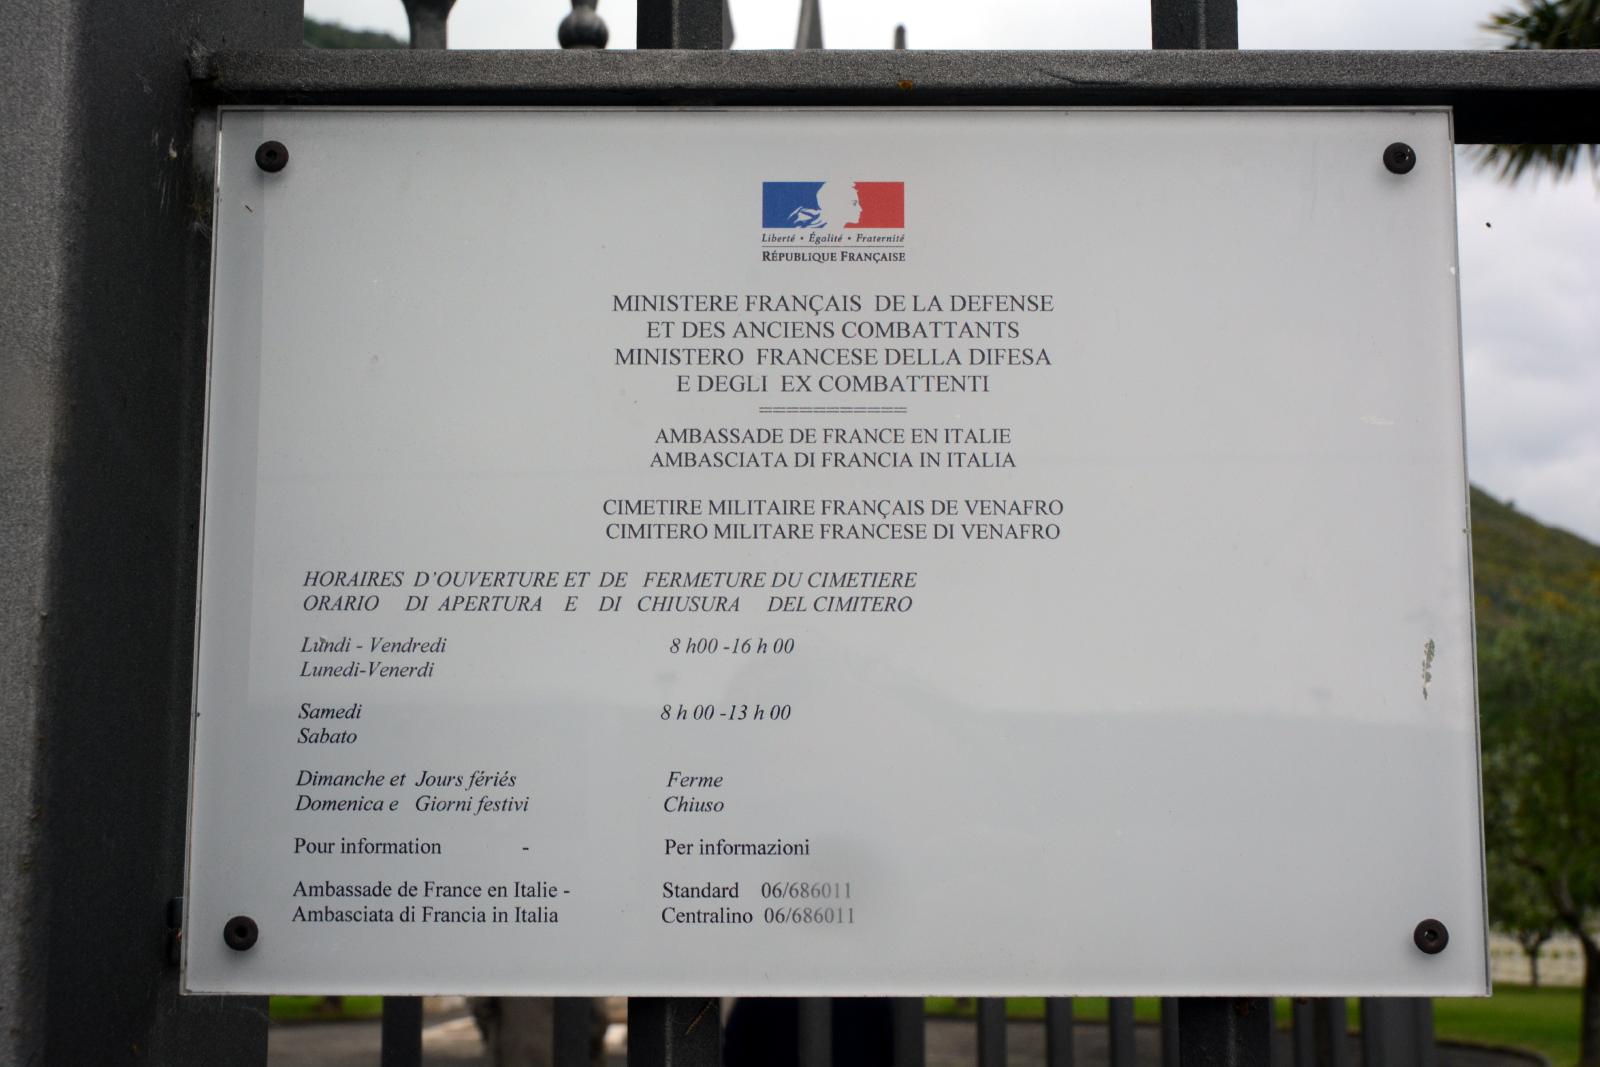 Liberté • Égalité • Fraternité
RÉPUBLIQUE FRANÇAISE
MINISTERE FRANÇAIS DE LA DEFENSE
ET DES ANCIENS COMBATTANTS
MINISTERO FRANCESE DELLA DIFESA
E DEGLI EX COMBATTENTI
=============
AMBASSADE DE FRANCE EN ITALIE
AMBASCIATA DI FRANCIA IN ITALIA
CIMETIRE MILITAIRE FRANÇAIS DE VENAFRO
CIMITERO MILITARE FRANCESE DI VENAFRO
HORAIRES D'OUVERTURE ET DE FERMETURE DU CIMETIERE
ORARIO DI APERTURA E DI CHIUSURA DEL CIMITERO
Lundi - Vendredi 8 h00 -16 h 00
Lunedi-Venerdi
Samedi 8 h 00 -13 h 00
Sabato
Dimanche et Jours fériés Ferme
Domenica e Giorni festivi Chiuso
Pour information - Per informazioni
Ambassade de France en Italie - Standard 06/686011
Ambasciata di Francia in Italia Centralino 06/686011